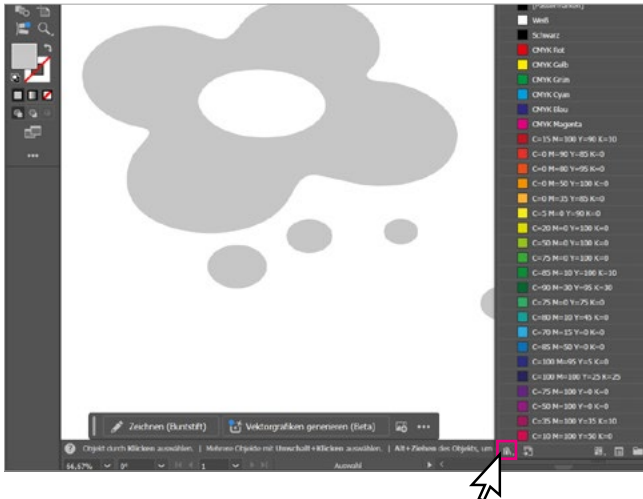 [Passermarken]
Weiß
Schwarz
CMYK Rot
CMYK Gelb
CMYK Grün
CMYK Cyan
CMYK Blau
CMYK Magenta
C=15 M=100 Y=90 K=10
C=0 M=90 Y=85 K=0
C=0 M=80 Y=95 K=0
C=0 M=50 Y=100 K=0
C=0 M=35 Y=85 K=0
C=5 M=0 Y=90 K=0
C=20 M=0 Y=100 K=0
C=50 M=0 Y=100 K=0
C=75 M=0 Y=100 K=0
C=85 M=10 Y=100 K=10
C=90 M=30 Y=95 K=30
C=75 M=0 Y=75 K=0
C=80 M=10 Y=45 K=0
C=70 M=15 Y=0 K=0
C=85 M=50 Y=0 K=0
C=100 M=95 Y=5 K=0
C=100 M=100 Y=25 K=25
C=75 M=100 Y=0 K=0
C=50 M=100 Y=0 K=0
C=35 M=100 Y=35 K=10
C=10 M=100 Y=50 K=0
Zeichnen (Buntstift) Vektorgrafiken generieren (Beta)
Objekt durch Klicken auswählen. | Mehrere Objekte mit Umschalt+Klicken auswählen. | Alt+Ziehen des Objekts, um
66,67% 0° 1 Auswahl